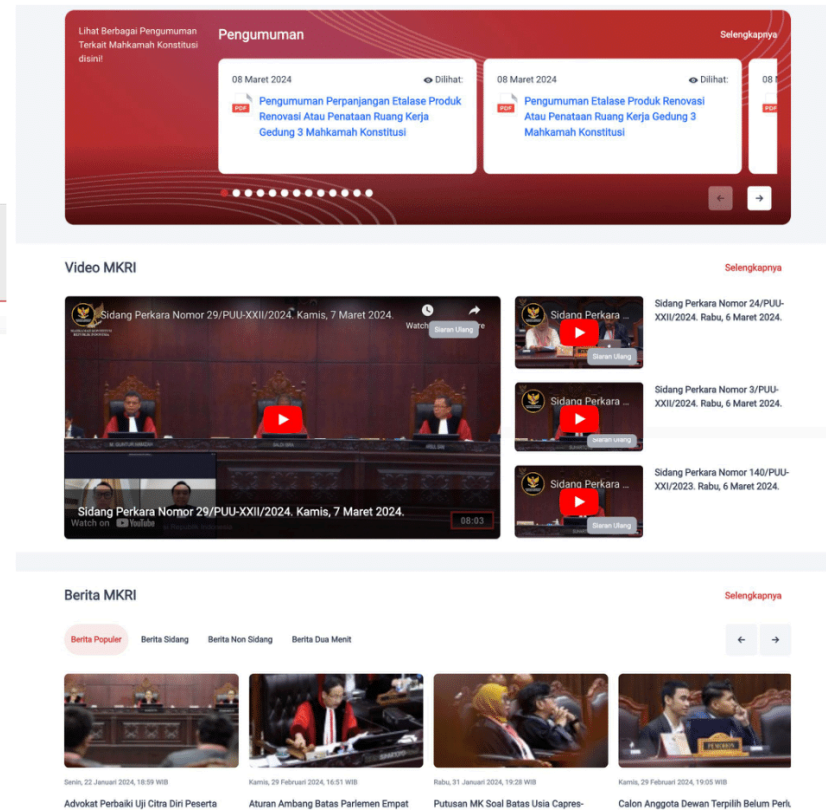 Lihat Berbagai Pengumuman
Terkait Mahkamah Konstitusi
disini!
Pengumuman
Selengkapnya
08 Maret 2024
Dilihat:
PDF
Pengumuman Perpanjangan Etalase Produk
Renovasi Atau Penataan Ruang Kerja
Gedung 3 Mahkamah Konstitusi
08 Maret 2024
Dilihat:
PDF
Pengumuman Etalase Produk Renovasi
Atau Penataan Ruang Kerja Gedung 3
Mahkamah Konstitusi
08
PDF
Video MKRI
Selengkapnya
Sidang Perkara Nomor 29/PUU-XXII/2024. Kamis, 7 Maret 2024.
Watch
Siaran Ulang
re
Sidang Perkara Nomor 29/PUU-XXII/2024. Kamis, 7 Maret 2024.
Watch on YouTube
08:03
Sidang Perkara ...
Siaran Ulang
Sidang Perkara Nomor 24/PUU-
XXII/2024. Rabu, 6 Maret 2024.
Sidang Perkara ...
Siaran Ulang
Sidang Perkara Nomor 3/PUU-
XXII/2024. Rabu, 6 Maret 2024.
Sidang Perkara ...
Siaran Ulang
Sidang Perkara Nomor 140/PUU-
XXI/2023. Rabu, 6 Maret 2024.
Berita MKRI
Selengkapnya
Berita Populer
Berita Sidang
Berita Non Sidang
Berita Dua Menit
PEMOHON
Senin, 22 Januari 2024, 18:59 WIB
Kamis, 29 Februari 2024, 16:51 WIB
Rabu, 31 Januari 2024, 19:28 WIB
Kamis, 29 Februari 2024, 19:05 WIB
Advokat Perbaiki Uji Citra Diri Peserta
Aturan Ambang Batas Parlemen Empat
Putusan MK Soal Batas Usia Capres-
Calon Anggota Dewan Terpilih Belum Perlu